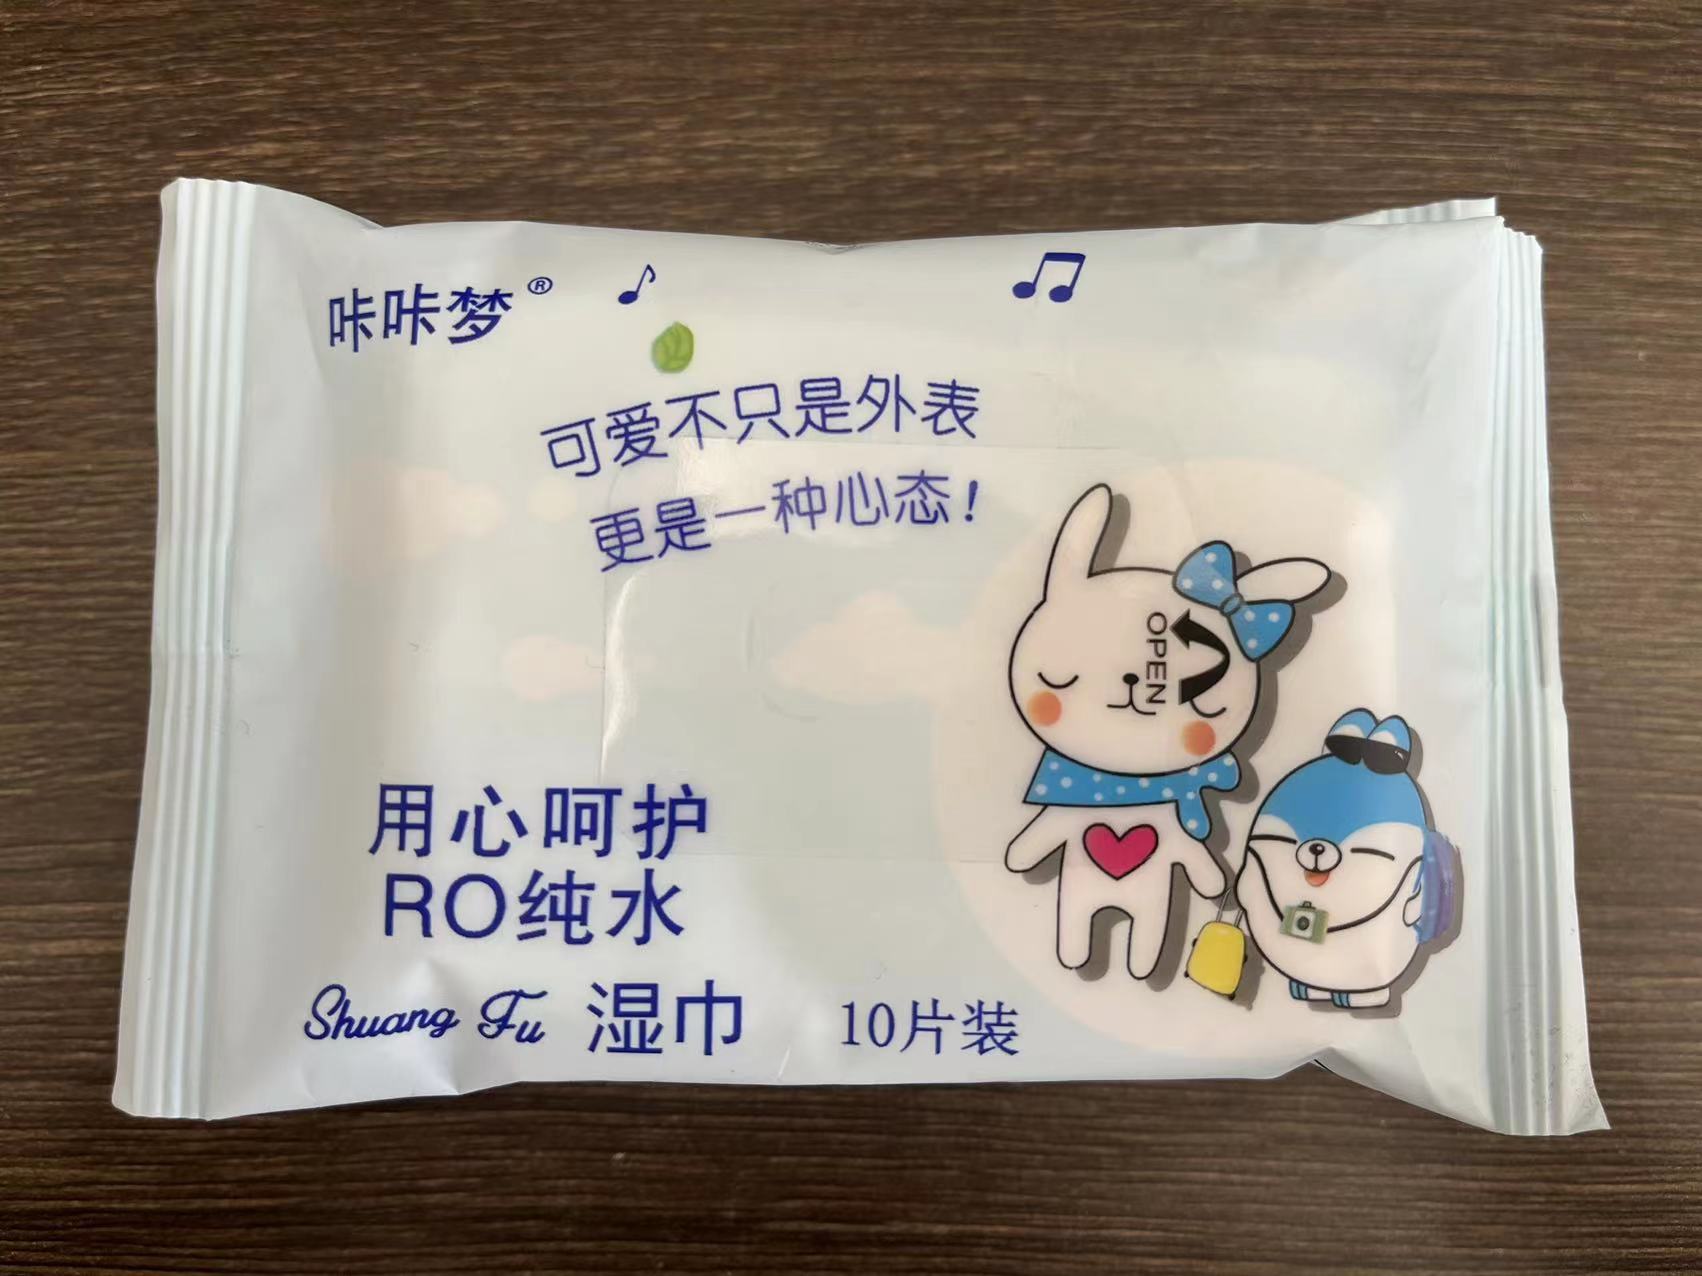 咔咔梦®
可爱不只是外表
更是一种心态！
OPEN
用心呵护
RO纯水
Shuang Fu 湿巾 10片装